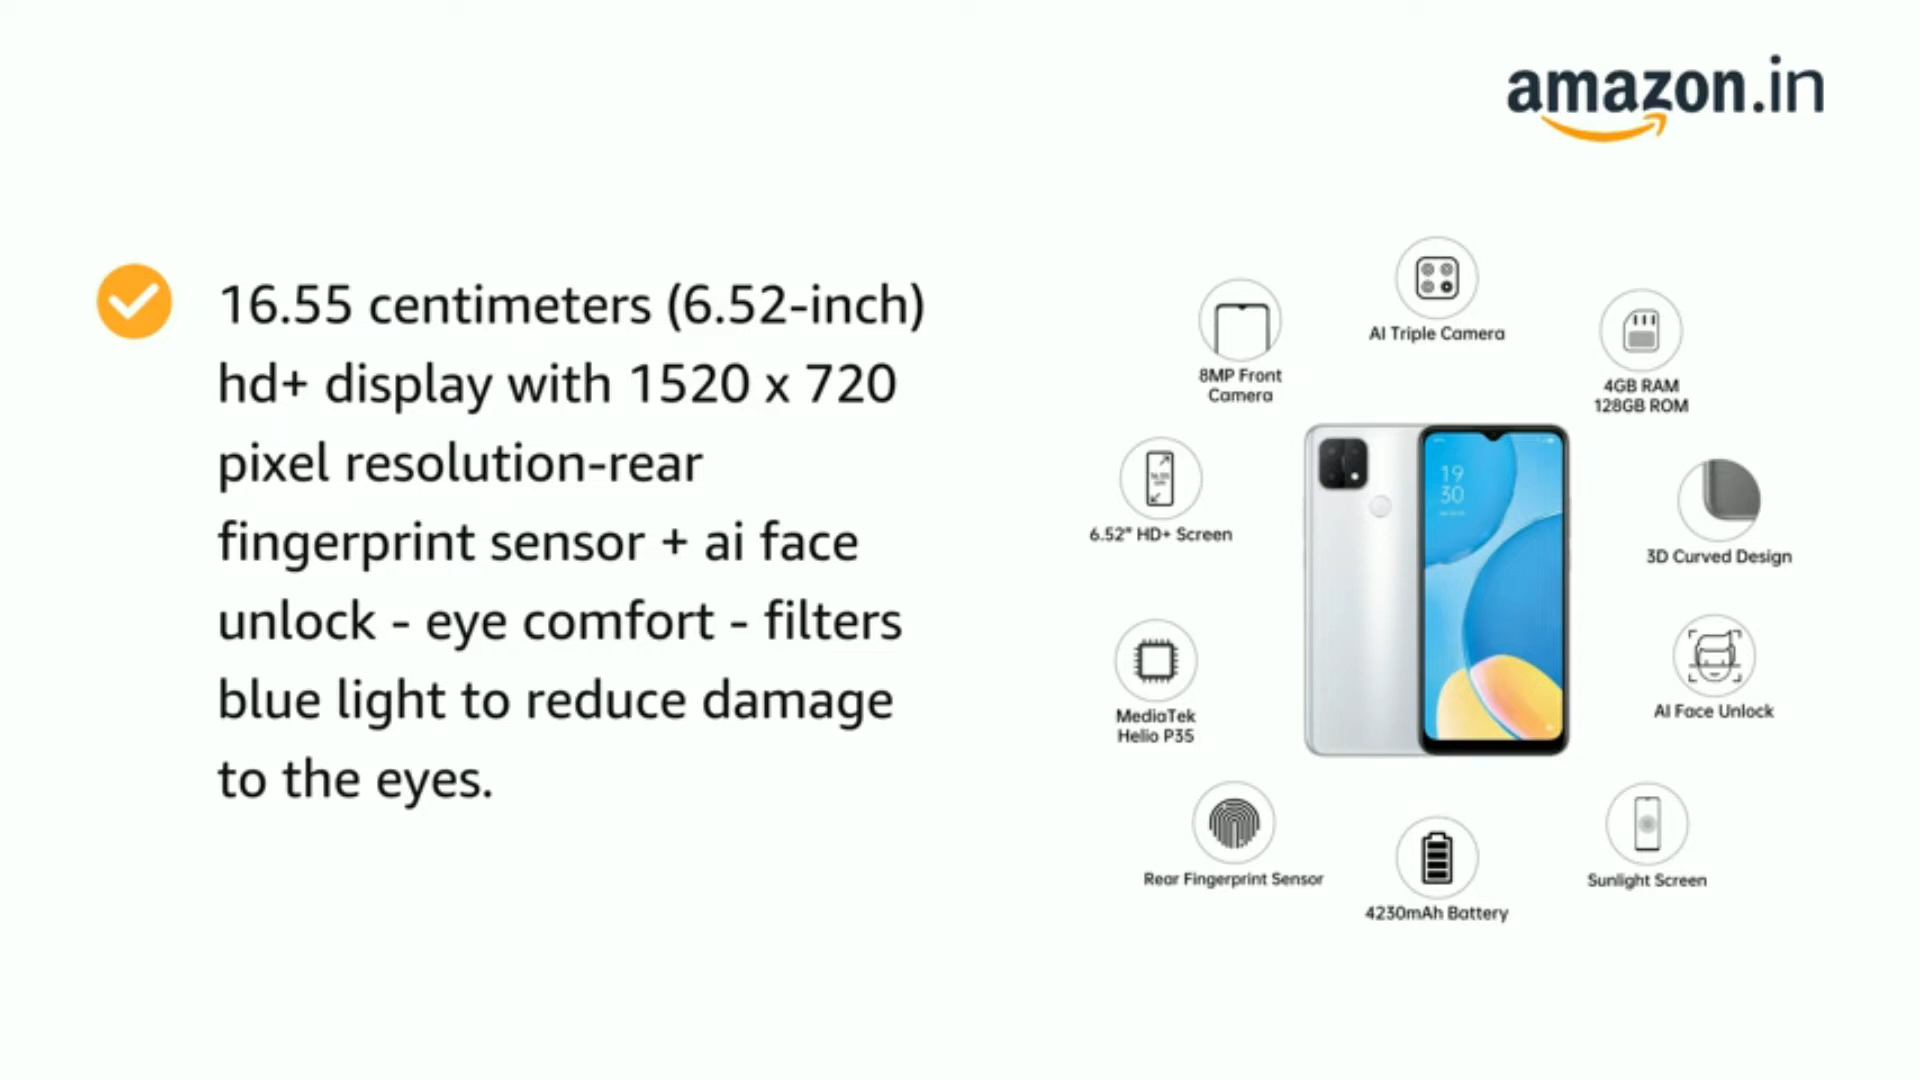 amazon.in
16.55 centimeters (6.52-inch)
hd+ display with 1520 x 720
pixel resolution-rear
fingerprint sensor + ai face
unlock - eye comfort - filters
blue light to reduce damage
to the eyes.
AI Triple Camera
8MP Front
Camera
4GB RAM
128GB ROM
6.52" HD+ Screen
19
30
3D Curved Design
MediaTek
Helio P35
AI Face Unlock
Rear Fingerprint Sensor
4230mAh Battery
Sunlight Screen